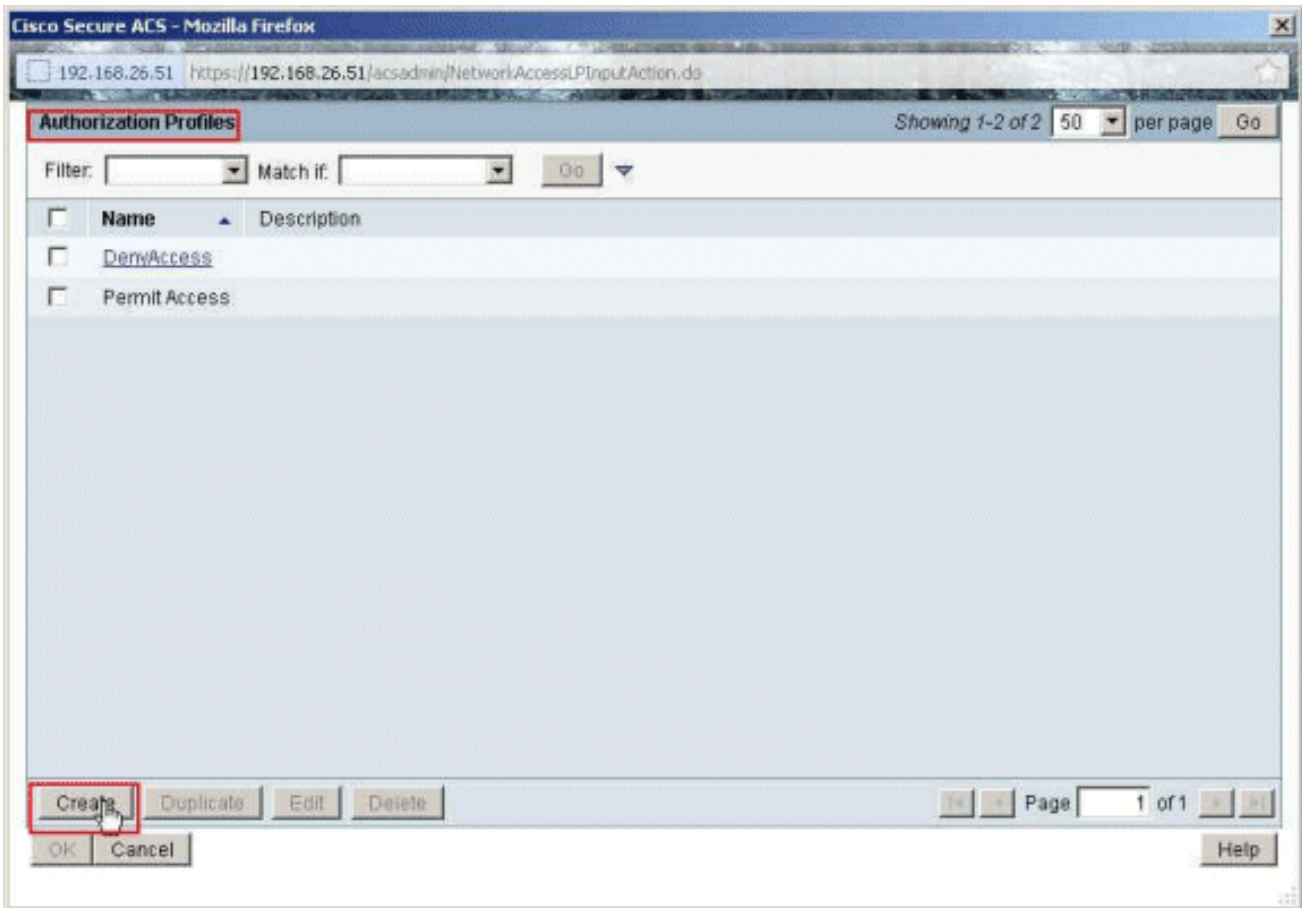 Cisco Secure ACS - Mozilla Firefox
192.168.26.51 https://192.168.26.51/acsadmin/NetworkAccessLPInputAction.do
Authorization Profiles Showing 1-2 of 2 50 per page Go
Filter: Match if: Go
Name Description
DenyAccess
Permit Access
Create Duplicate Edit Delete Page 1 of 1
OK Cancel Help